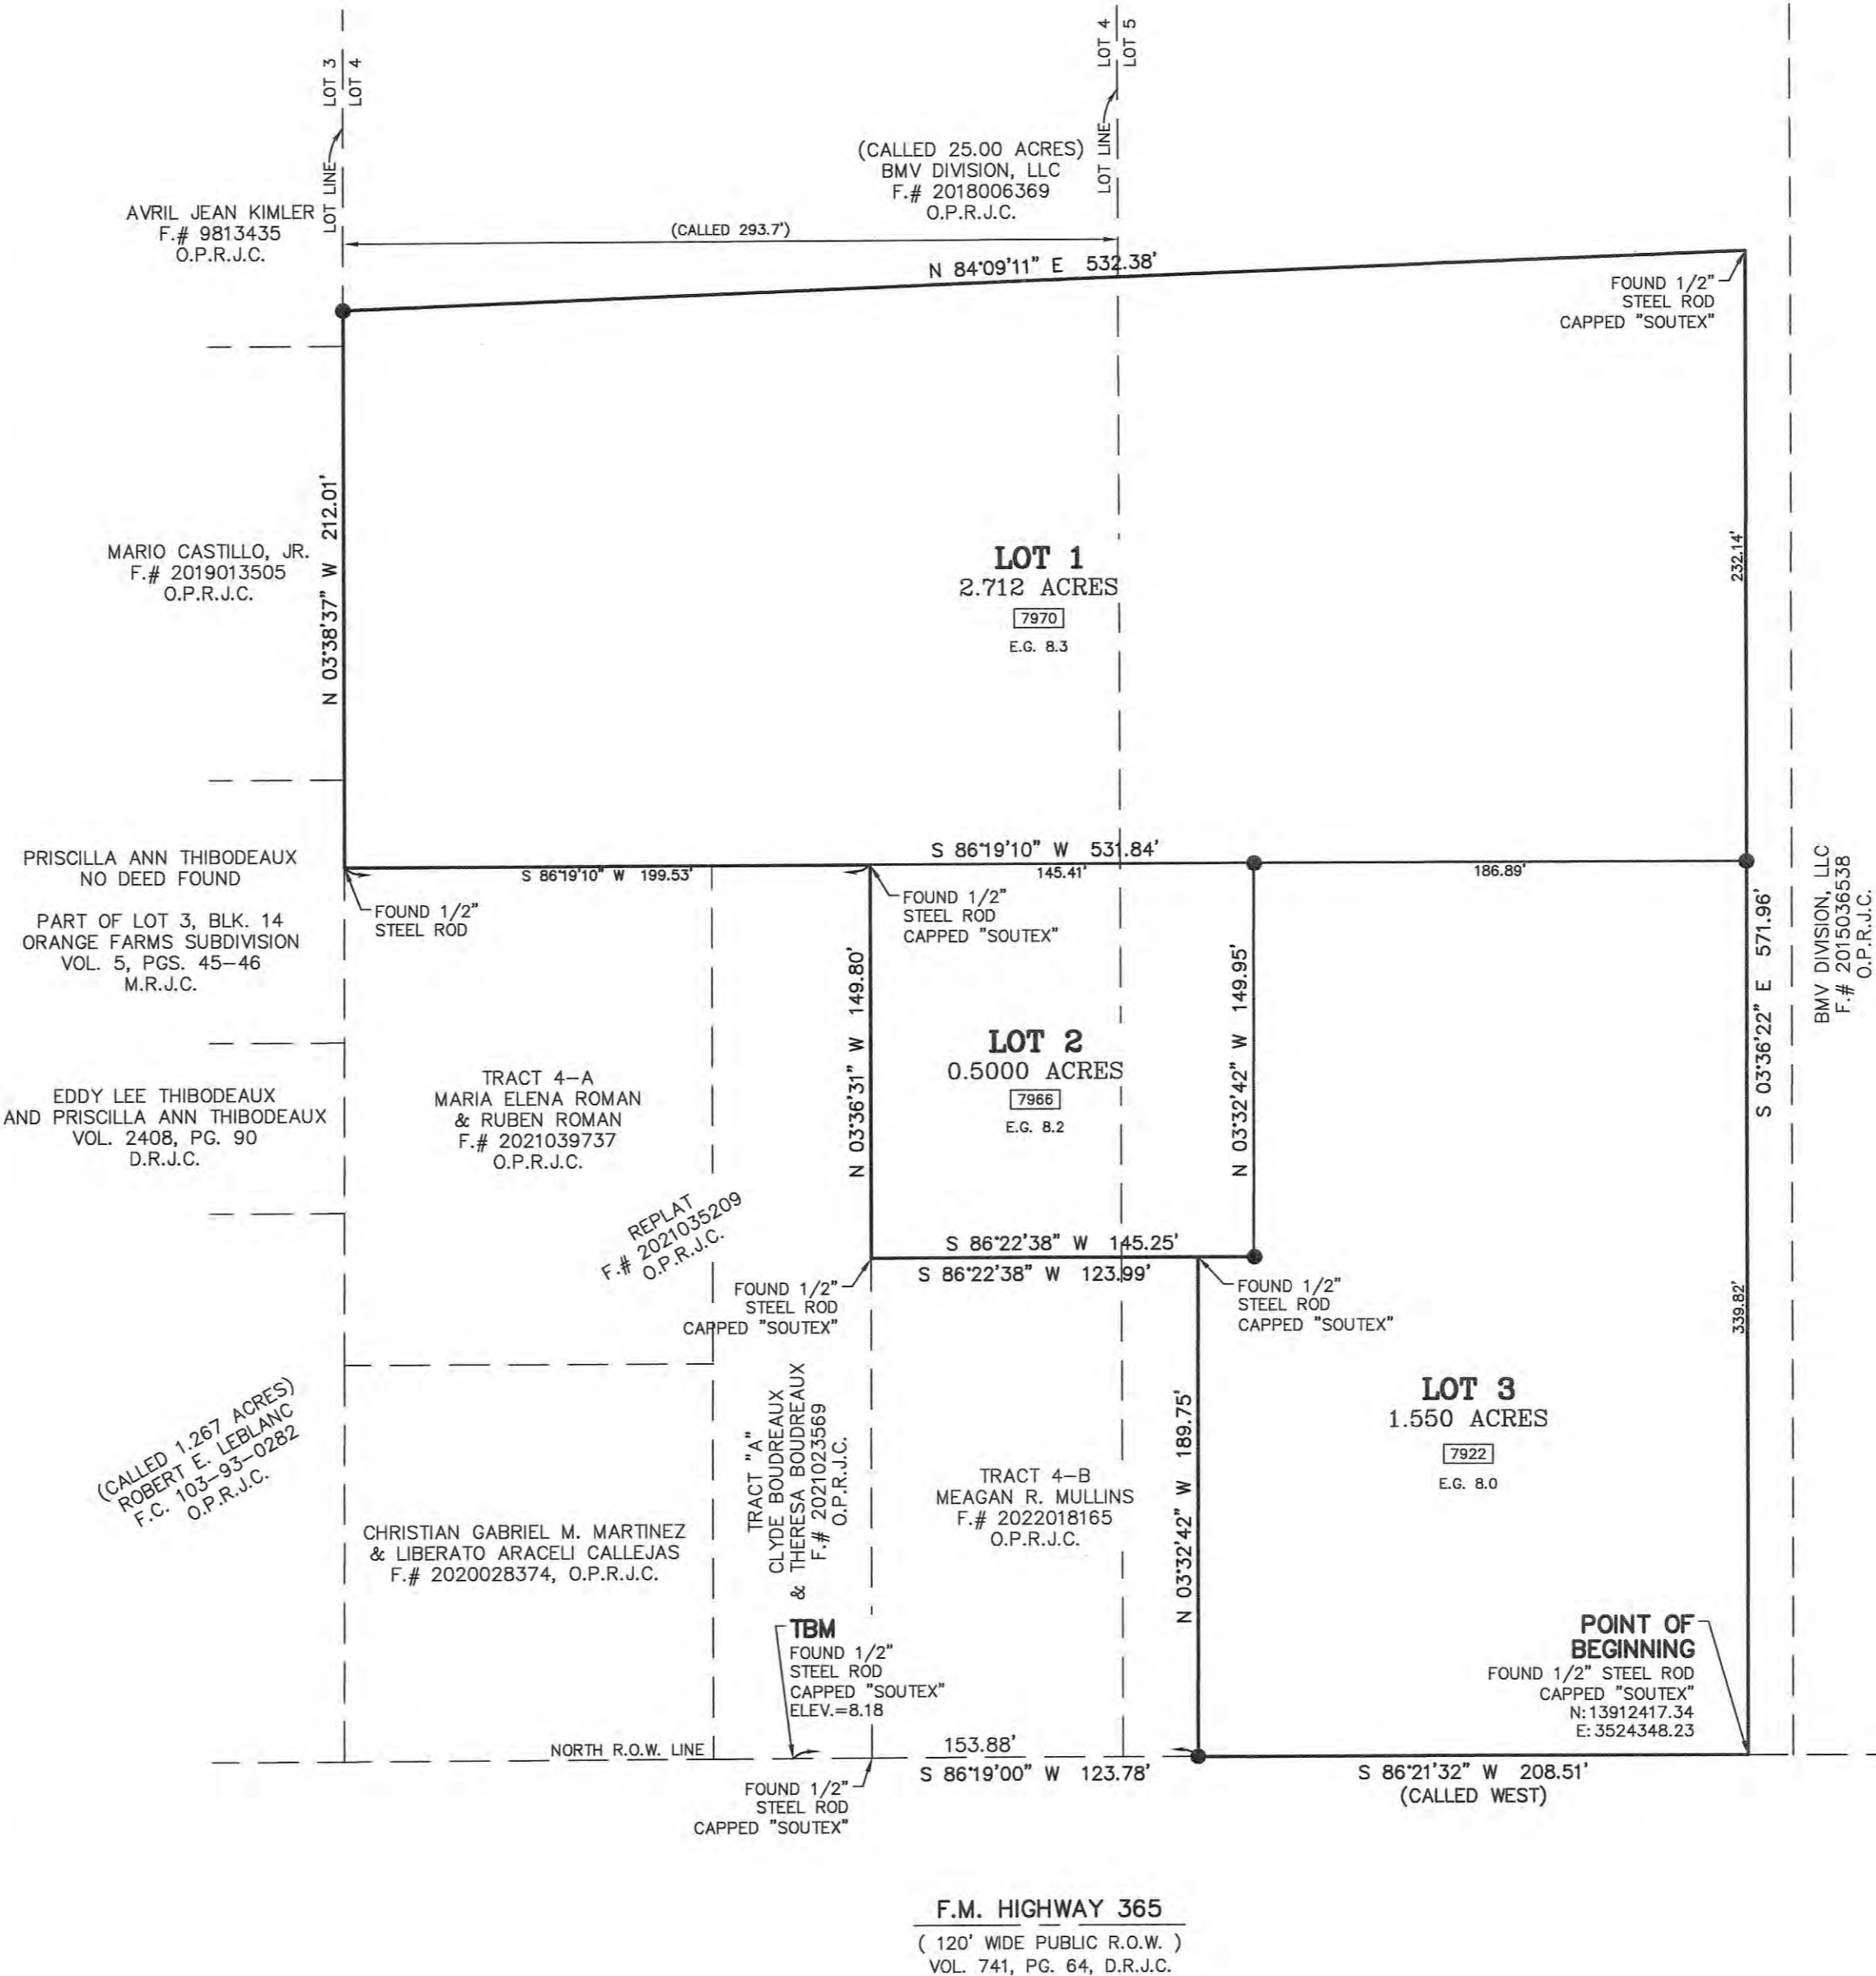 LOT 3
LOT 4
LOT LINE
LOT 4
LOT 5
LOT LINE
(CALLED 25.00 ACRES)
BMV DIVISION, LLC
F.# 2018006369
O.P.R.J.C.
AVRIL JEAN KIMLER
F.# 9813435
O.P.R.J.C.
(CALLED 293.7')
N 84°09'11" E 532.38'
FOUND 1/2"
STEEL ROD
CAPPED "SOUTEX"
N 03°38'37" W 212.01'
MARIO CASTILLO, JR.
F.# 2019013505
O.P.R.J.C.
LOT 1
2.712 ACRES
7970
E.G. 8.3
232.14'
PRISCILLA ANN THIBODEAUX
NO DEED FOUND
PART OF LOT 3, BLK. 14
ORANGE FARMS SUBDIVISION
VOL. 5, PGS. 45-46
M.R.J.C.
S 86°19'10" W 531.84'
S 86°19'10" W 199.53'
145.41'
186.89'
FOUND 1/2"
STEEL ROD
FOUND 1/2"
STEEL ROD
CAPPED "SOUTEX"
S 03°36'22" E 571.96'
BMV DIVISION, LLC
F.# 2015036538
O.P.R.J.C.
N 03°36'31" W 149.80'
N 03°32'42" W 149.95'
LOT 2
0.5000 ACRES
7966
E.G. 8.2
EDDY LEE THIBODEAUX
AND PRISCILLA ANN THIBODEAUX
VOL. 2408, PG. 90
D.R.J.C.
TRACT 4-A
MARIA ELENA ROMAN
& RUBEN ROMAN
F.# 2021039737
O.P.R.J.C.
REPLAT
F.# 2021035209
O.P.R.J.C.
S 86°22'38" W 145.25'
S 86°22'38" W 123.99'
FOUND 1/2"
STEEL ROD
CAPPED "SOUTEX"
FOUND 1/2"
STEEL ROD
CAPPED "SOUTEX"
339.82'
(CALLED 1.267 ACRES)
ROBERT E. LEBLANC
F.C. 103-93-0282
O.P.R.J.C.
TRACT "A"
CLYDE BOUDREAUX
& THERESA BOUDREAUX
F.# 2021023569
O.P.R.J.C.
N 03°32'42" W 189.75'
LOT 3
1.550 ACRES
7922
E.G. 8.0
TRACT 4-B
MEAGAN R. MULLINS
F.# 2022018165
O.P.R.J.C.
CHRISTIAN GABRIEL M. MARTINEZ
& LIBERATO ARACELI CALLEJAS
F.# 2020028374, O.P.R.J.C.
TBM
FOUND 1/2"
STEEL ROD
CAPPED "SOUTEX"
ELEV.=8.18
POINT OF
BEGINNING
FOUND 1/2" STEEL ROD
CAPPED "SOUTEX"
N:13912417.34
E:3524348.23
NORTH R.O.W. LINE
153.88'
S 86°19'00" W 123.78'
S 86°21'32" W 208.51'
(CALLED WEST)
FOUND 1/2"
STEEL ROD
CAPPED "SOUTEX"
F.M. HIGHWAY 365
( 120' WIDE PUBLIC R.O.W. )
VOL. 741, PG. 64, D.R.J.C.